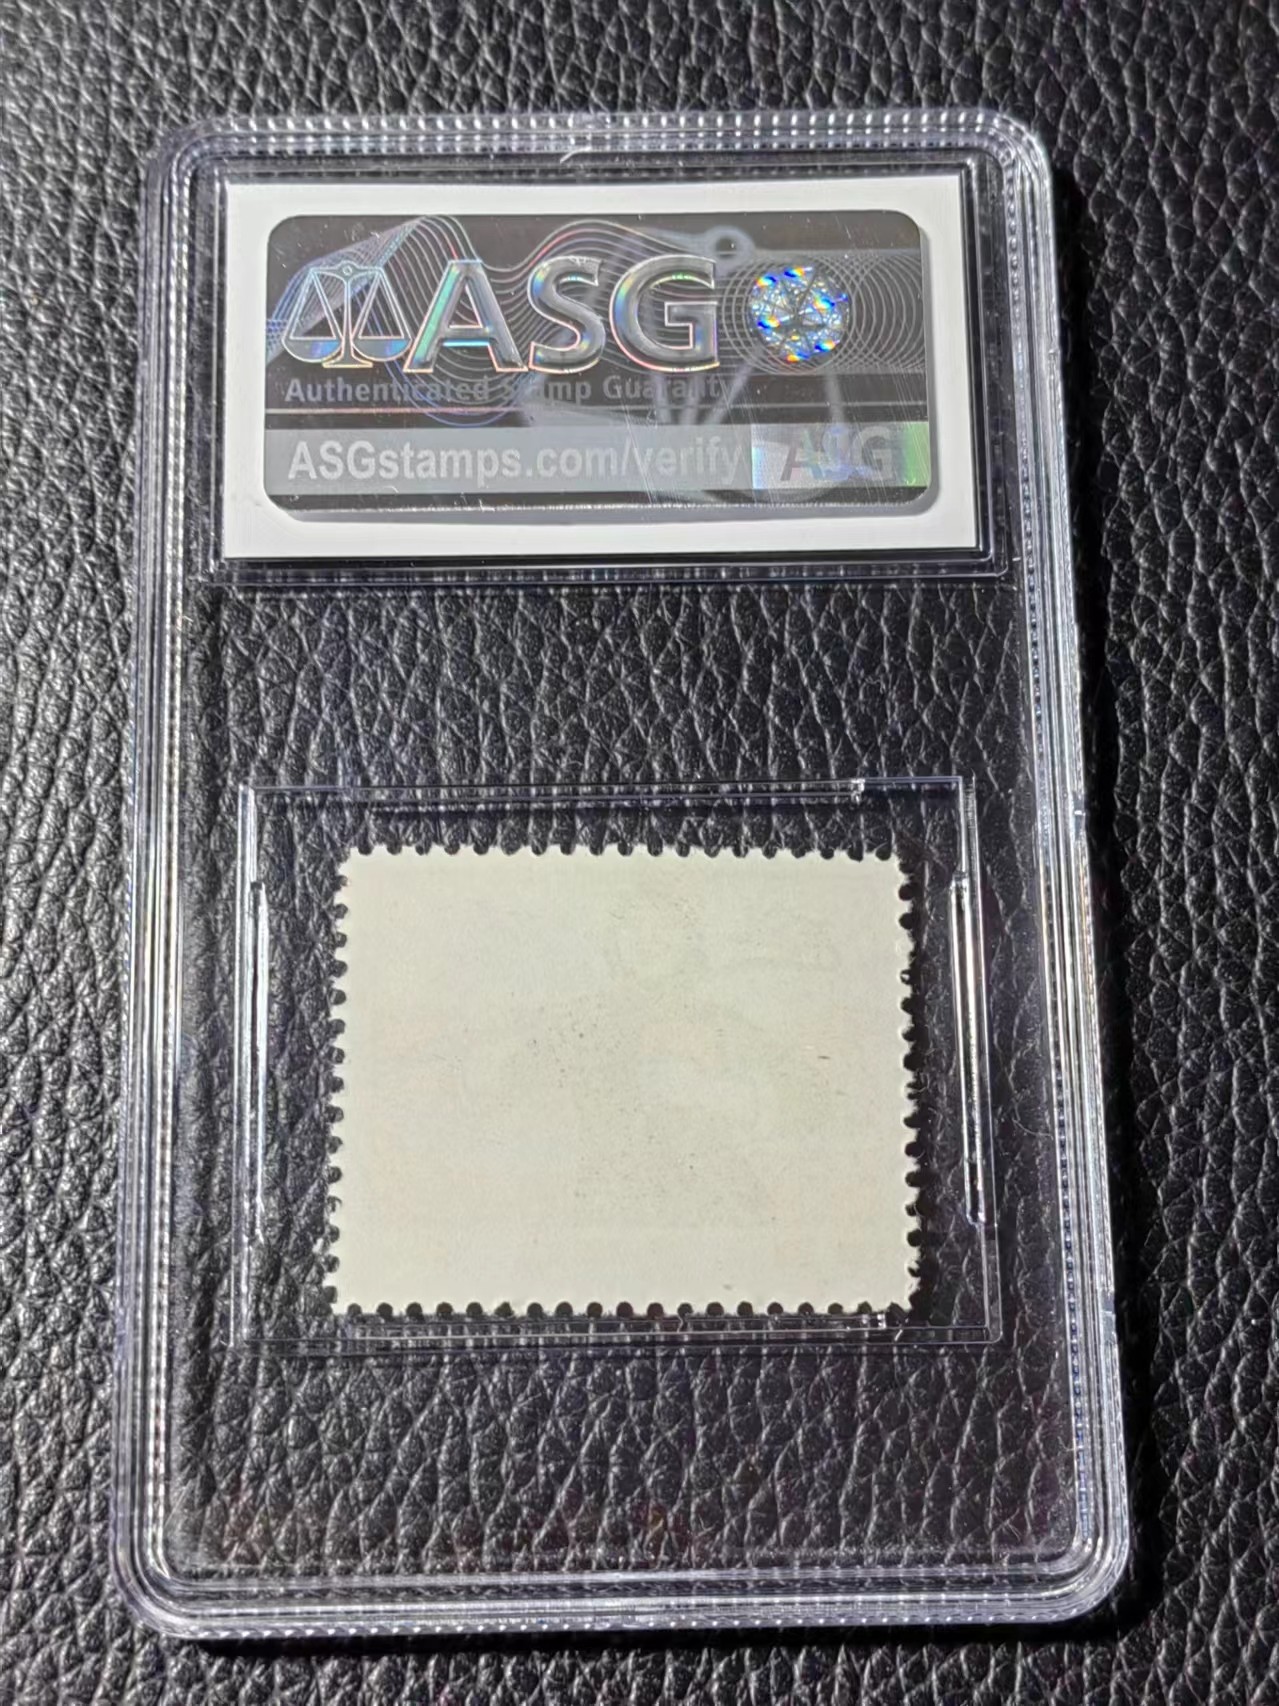 ASG
Authenticated Stamp Guaranty
ASGstamps.com/verify ASG